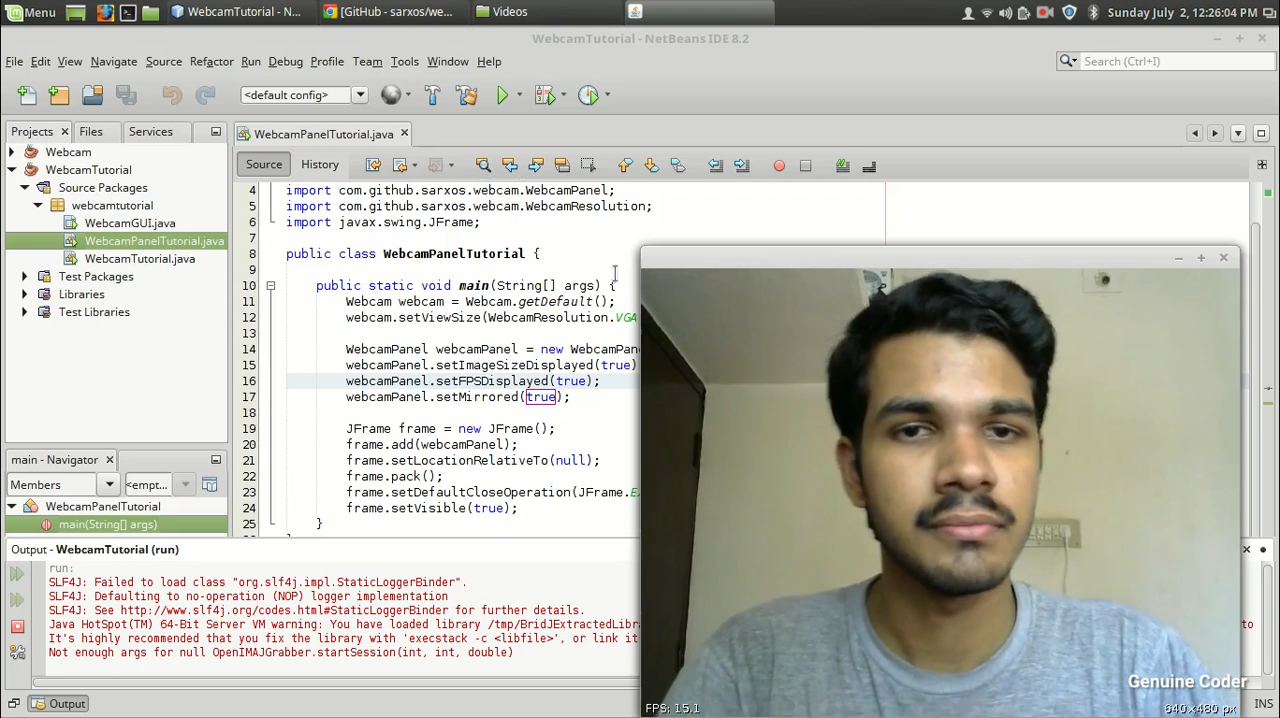 Menu
WebcamTutorial - N...
[GitHub - sarxos/we...
Videos
Sunday July 2, 12:26:04
WebcamTutorial - NetBeans IDE 8.2
File Edit View Navigate Source Refactor Run Debug Profile Team Tools Window Help
Search (Ctrl+I)
<default config>
Projects Files Services
WebcamPanelTutorial.java
Source History
Webcam
WebcamTutorial
Source Packages
webcamtutorial
WebcamGUI.java
WebcamPanelTutorial.java
WebcamTutorial.java
Test Packages
Libraries
Test Libraries
4 import com.github.sarxos.webcam.WebcamPanel;
5 import com.github.sarxos.webcam.WebcamResolution;
6 import javax.swing.JFrame;
7
8 public class WebcamPanelTutorial {
9
10 public static void main(String[] args) {
11 Webcam webcam = Webcam.getDefault();
12 webcam.setViewSize(WebcamResolution.VGA
14 WebcamPanel webcamPanel = new WebcamPane
15 webcamPanel.setImageSizeDisplayed(true)
16 webcamPanel.setFPSDisplayed(true);
17 webcamPanel.setMirrored(true);
18
19 JFrame frame = new JFrame();
20 frame.add(webcamPanel);
21 frame.setLocationRelativeTo(null);
22 frame.pack();
23 frame.setDefaultCloseOperation(JFrame.E
24 frame.setVisible(true);
25 }
main - Navigator
Members <empt...
WebcamPanelTutorial
main(String[] args)
Output - WebcamTutorial (run)
run:
SLF4J: Failed to load class "org.slf4j.impl.StaticLoggerBinder".
SLF4J: Defaulting to no-operation (NOP) logger implementation
SLF4J: See http://www.slf4j.org/codes.html#StaticLoggerBinder for further details.
Java HotSpot(TM) 64-Bit Server VM warning: You have loaded library /tmp/BridJExtractedLibra
It's highly recommended that you fix the library with 'execstack -c <libfile>', or link it
to
Not enough args for null OpenIMAJGrabber.startSession(int, int, double)
Genuine Coder
FPS: 15.1
640×480 px
Output
INS